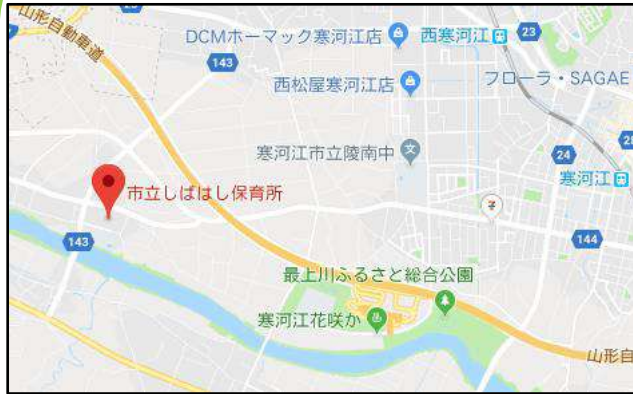 山形自動車道
DCMホーマック寒河江店
西寒河江
23
143
西松屋寒河江店
フローラ・SAGAE
寒河江市立陵南中
文
24
寒河江
市立しばはし保育所
143
144
最上川ふるさと総合公園
寒河江花咲か
山形自